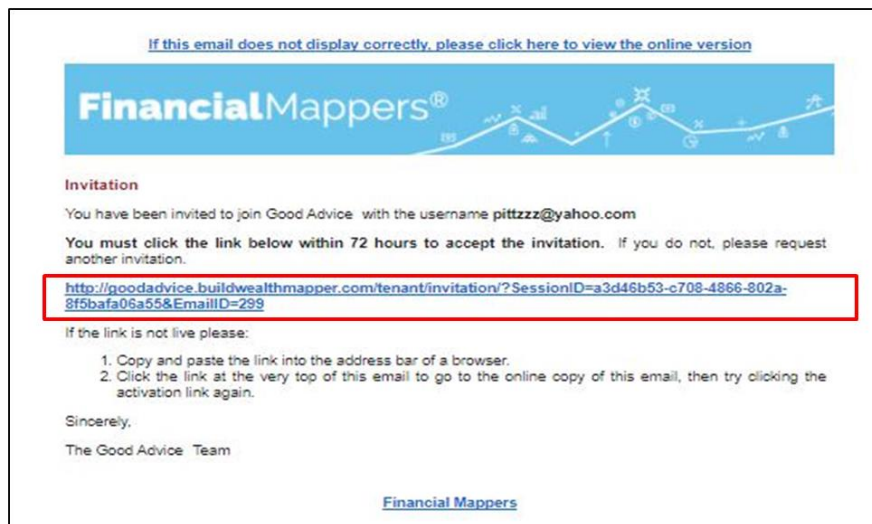 If this email does not display correctly, please click here to view the online version
FinancialMappers®
Invitation
You have been invited to join Good Advice with the username pittzzz@yahoo.com
You must click the link below within 72 hours to accept the invitation. If you do not, please request
another invitation.
http://goodadvice.buildwealthmapper.com/tenant/invitation/?SessionID=a3d46b53-c708-4866-802a-
8f5bafa06a55&EmailID=299
If the link is not live please:
1. Copy and paste the link into the address bar of a browser.
2. Click the link at the very top of this email to go to the online copy of this email, then try clicking the
activation link again.
Sincerely,
The Good Advice Team
Financial Mappers